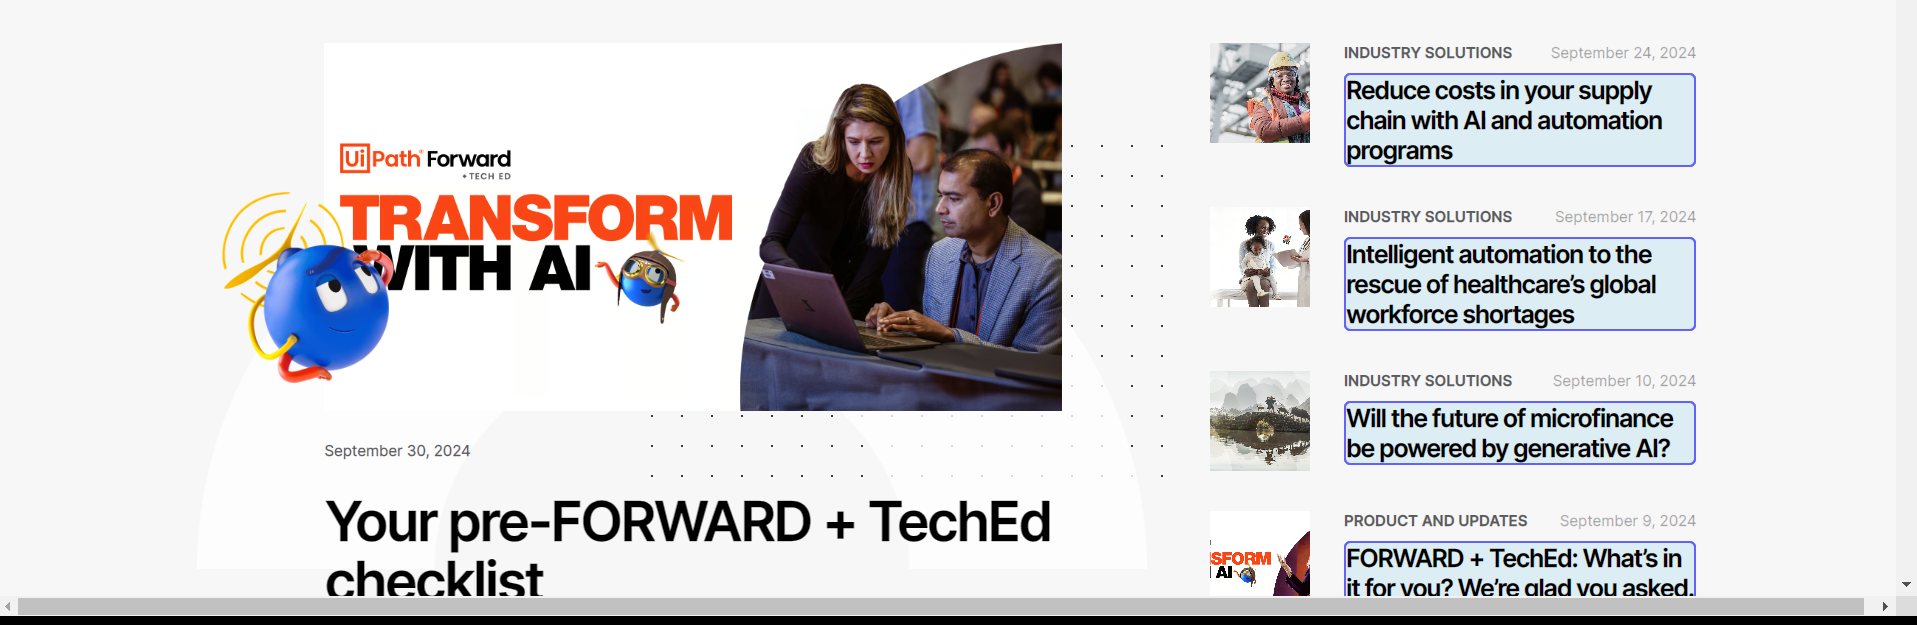 UiPath Forward
+ TECH ED
TRANSFORM
WITH AI
September 30, 2024
Your pre-FORWARD + TechEd
checklist
INDUSTRY SOLUTIONS September 24, 2024
Reduce costs in your supply
chain with AI and automation
programs
INDUSTRY SOLUTIONS September 17, 2024
Intelligent automation to the
rescue of healthcare’s global
workforce shortages
INDUSTRY SOLUTIONS September 10, 2024
Will the future of microfinance
be powered by generative AI?
PRODUCT AND UPDATES September 9, 2024
SFORM
AI
FORWARD + TechEd: What’s in
it for you? We’re glad you asked.